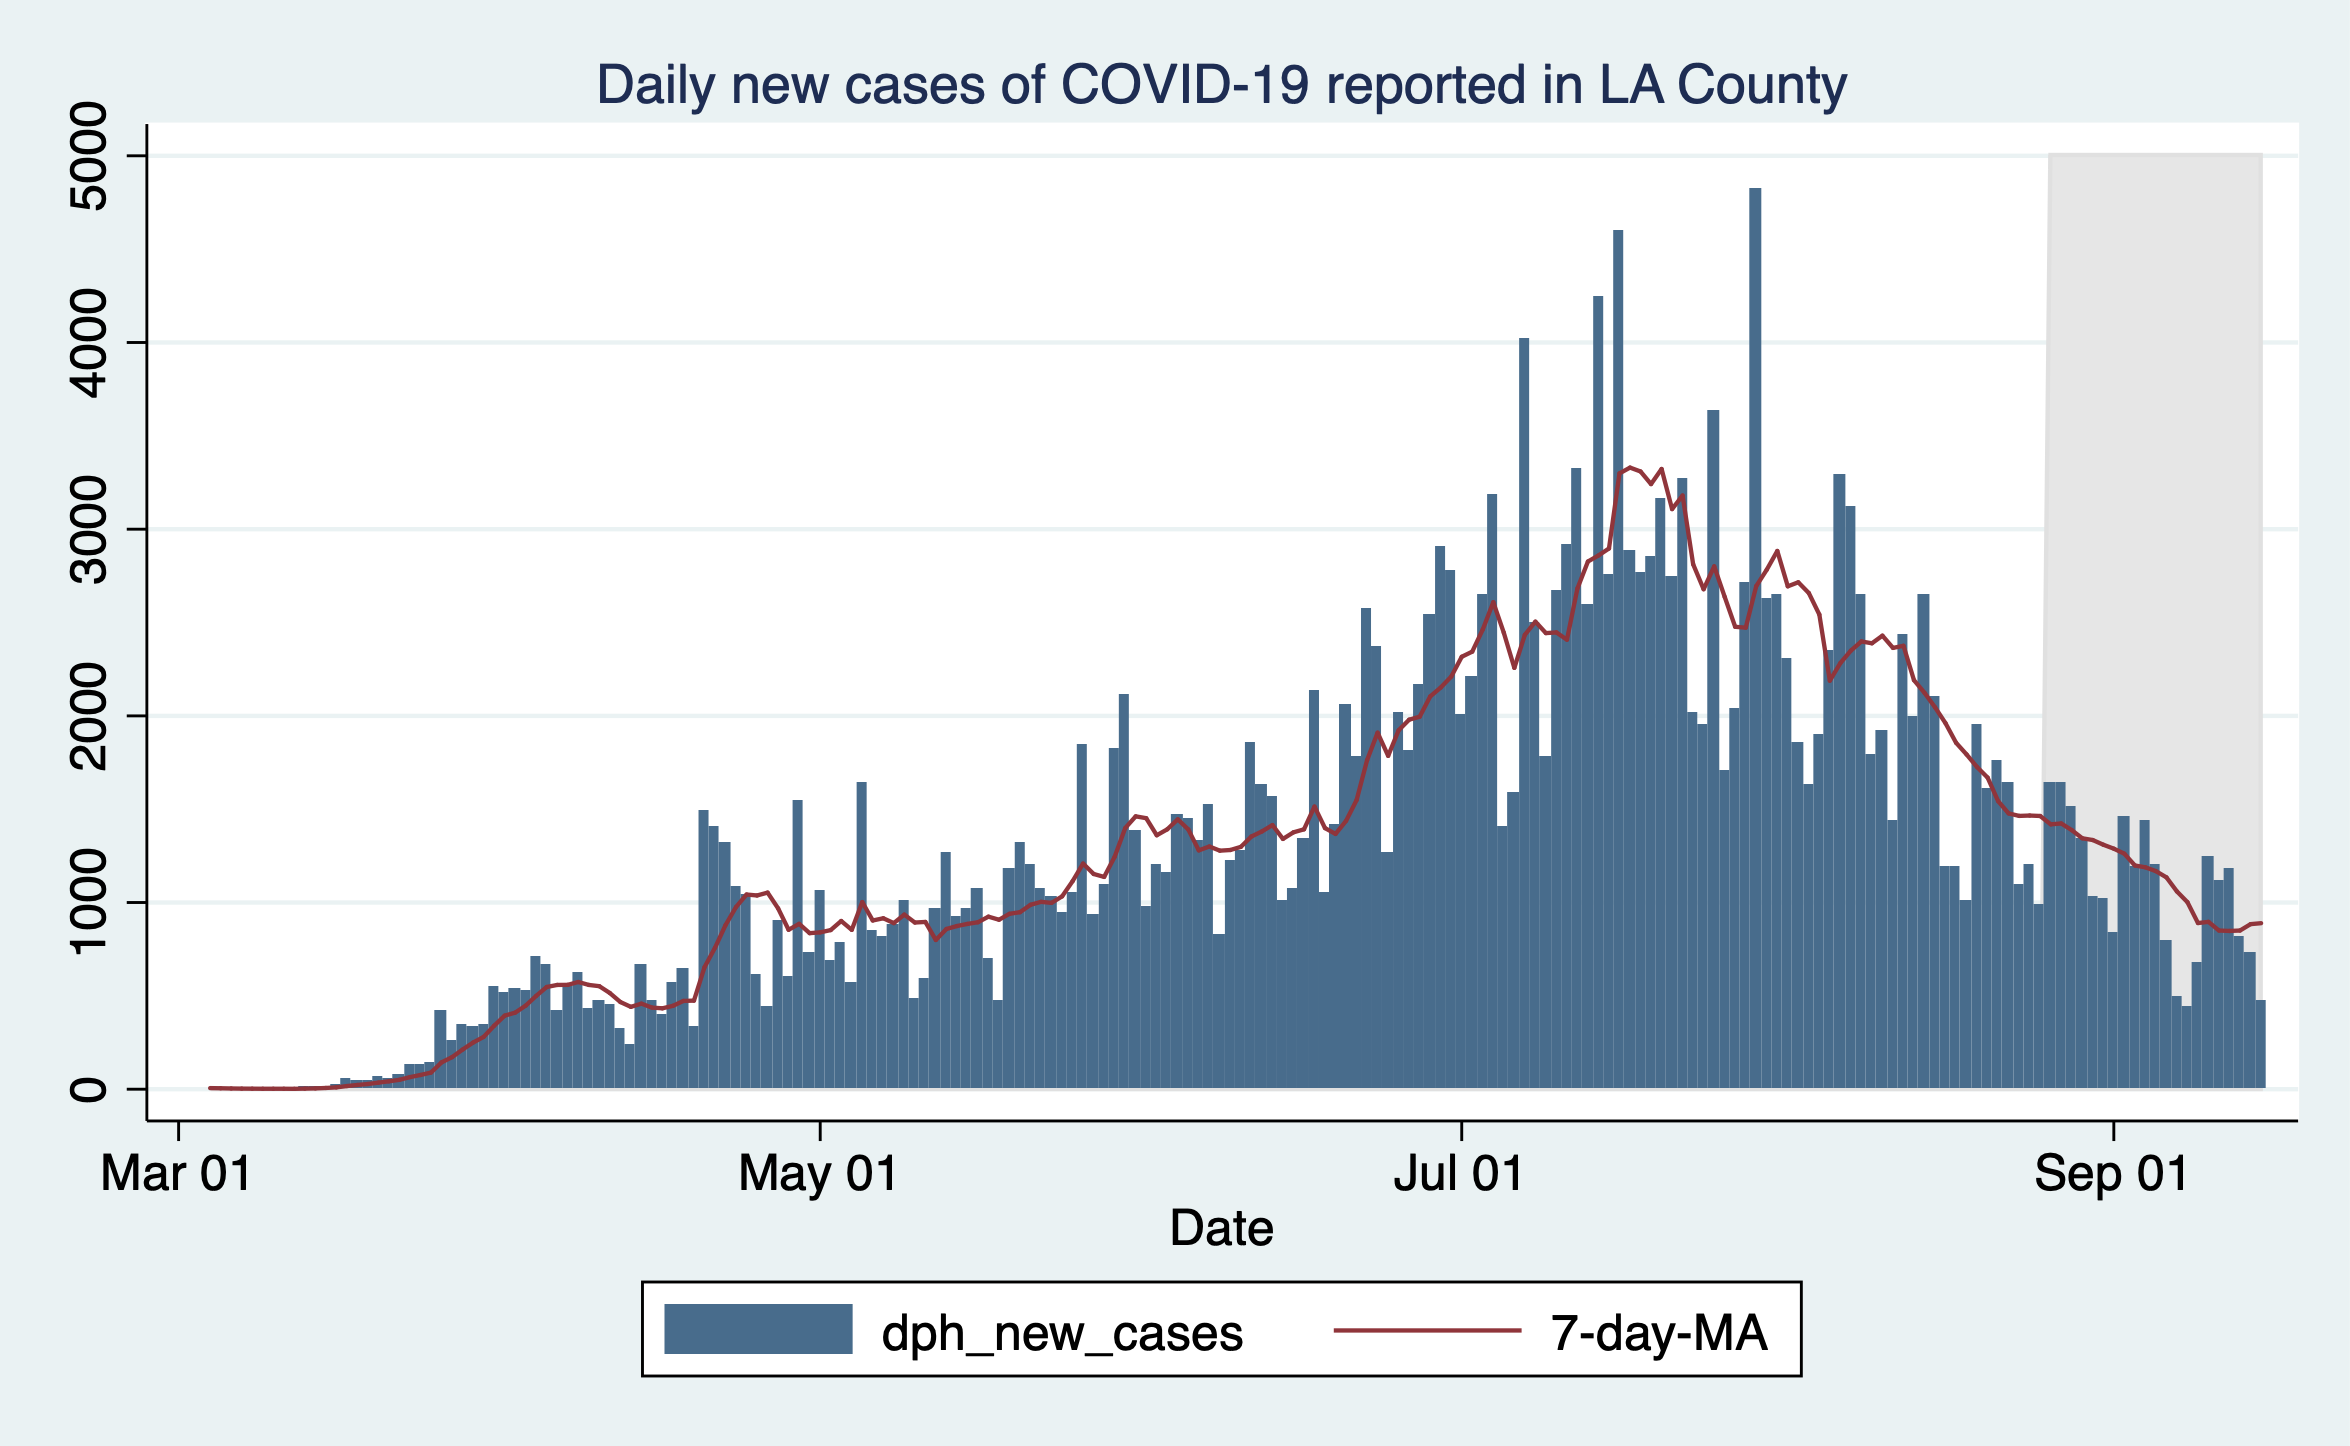 Daily new cases of COVID-19 reported in LA County
5000
4000
3000
2000
1000
0
Mar 01 May 01 Jul 01 Sep 01
Date
dph_new_cases 7-day-MA